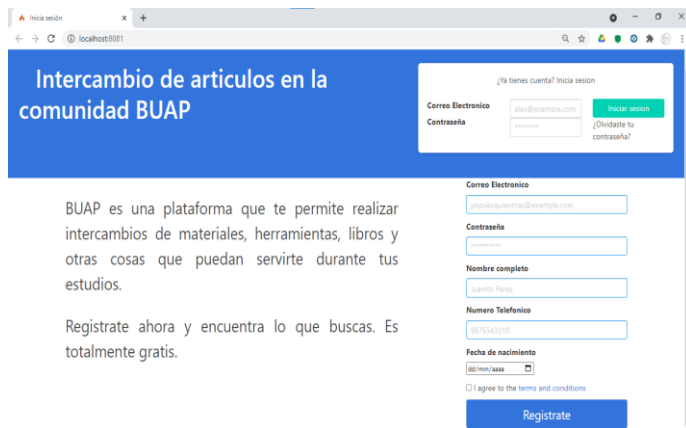 Inicia sesión
localhost:8081
Intercambio de articulos en la
comunidad BUAP
¿Ya tienes cuenta? Inicia sesion
Correo Electronico
alex@example.com
Iniciar sesion
Contraseña
********
¿Olvidaste tu
contraseña?
BUAP es una plataforma que te permite realizar
intercambios de materiales, herramientas, libros y
otras cosas que puedan servirte durante tus
estudios.
Registrate ahora y encuentra lo que buscas. Es
totalmente gratis.
Correo Electronico
yopuesquienmas@example.com
Contraseña
**********
Nombre completo
Juanito Perez
Numero Telefonico
9876543210
Fecha de nacimiento
dd/mm/aaaa
I agree to the terms and conditions
Registrate